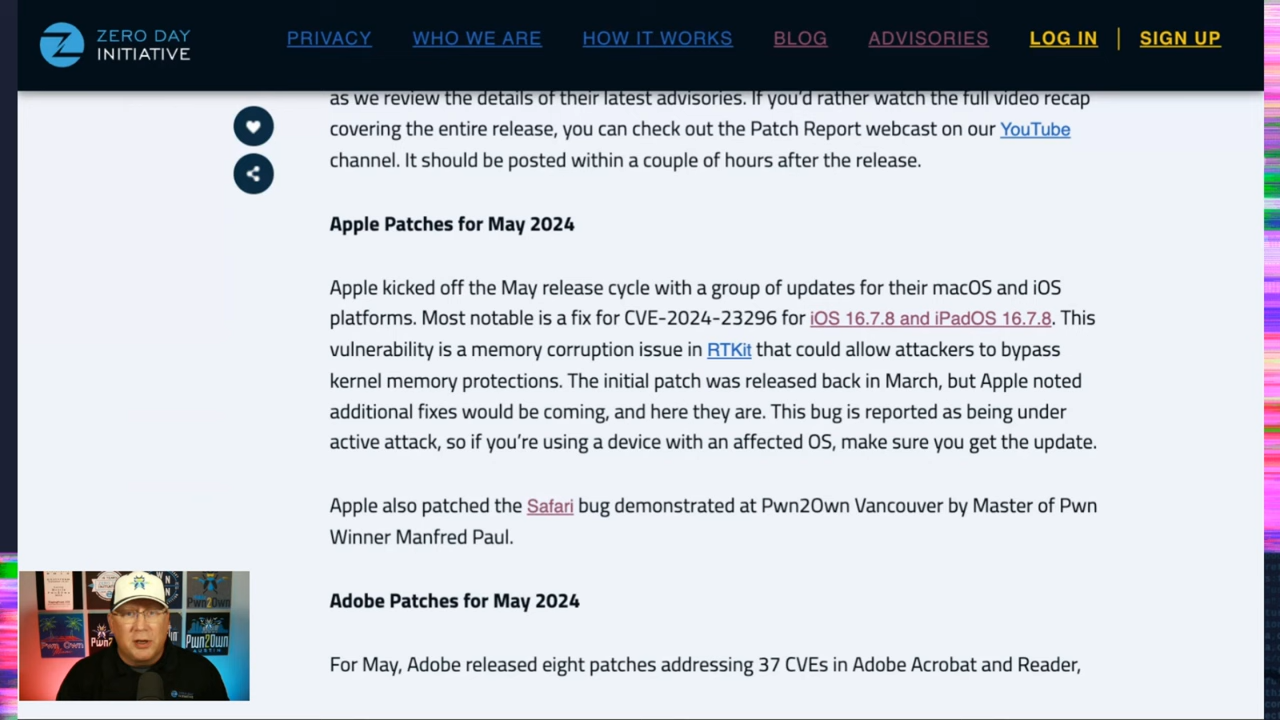 ZERO DAY
INITIATIVE
PRIVACY
WHO WE ARE
HOW IT WORKS
BLOG
ADVISORIES
LOG IN | SIGN UP
as we review the details of their latest advisories. If you’d rather watch the full video recap
covering the entire release, you can check out the Patch Report webcast on our YouTube
channel. It should be posted within a couple of hours after the release.
Apple Patches for May 2024
Apple kicked off the May release cycle with a group of updates for their macOS and iOS
platforms. Most notable is a fix for CVE-2024-23296 for iOS 16.7.8 and iPadOS 16.7.8. This
vulnerability is a memory corruption issue in RTKit that could allow attackers to bypass
kernel memory protections. The initial patch was released back in March, but Apple noted
additional fixes would be coming, and here they are. This bug is reported as being under
active attack, so if you’re using a device with an affected OS, make sure you get the update.
Apple also patched the Safari bug demonstrated at Pwn2Own Vancouver by Master of Pwn
Winner Manfred Paul.
Adobe Patches for May 2024
For May, Adobe released eight patches addressing 37 CVEs in Adobe Acrobat and Reader,
Pwn2Own
Pwn Own
Pwn2Own
AUSTIN